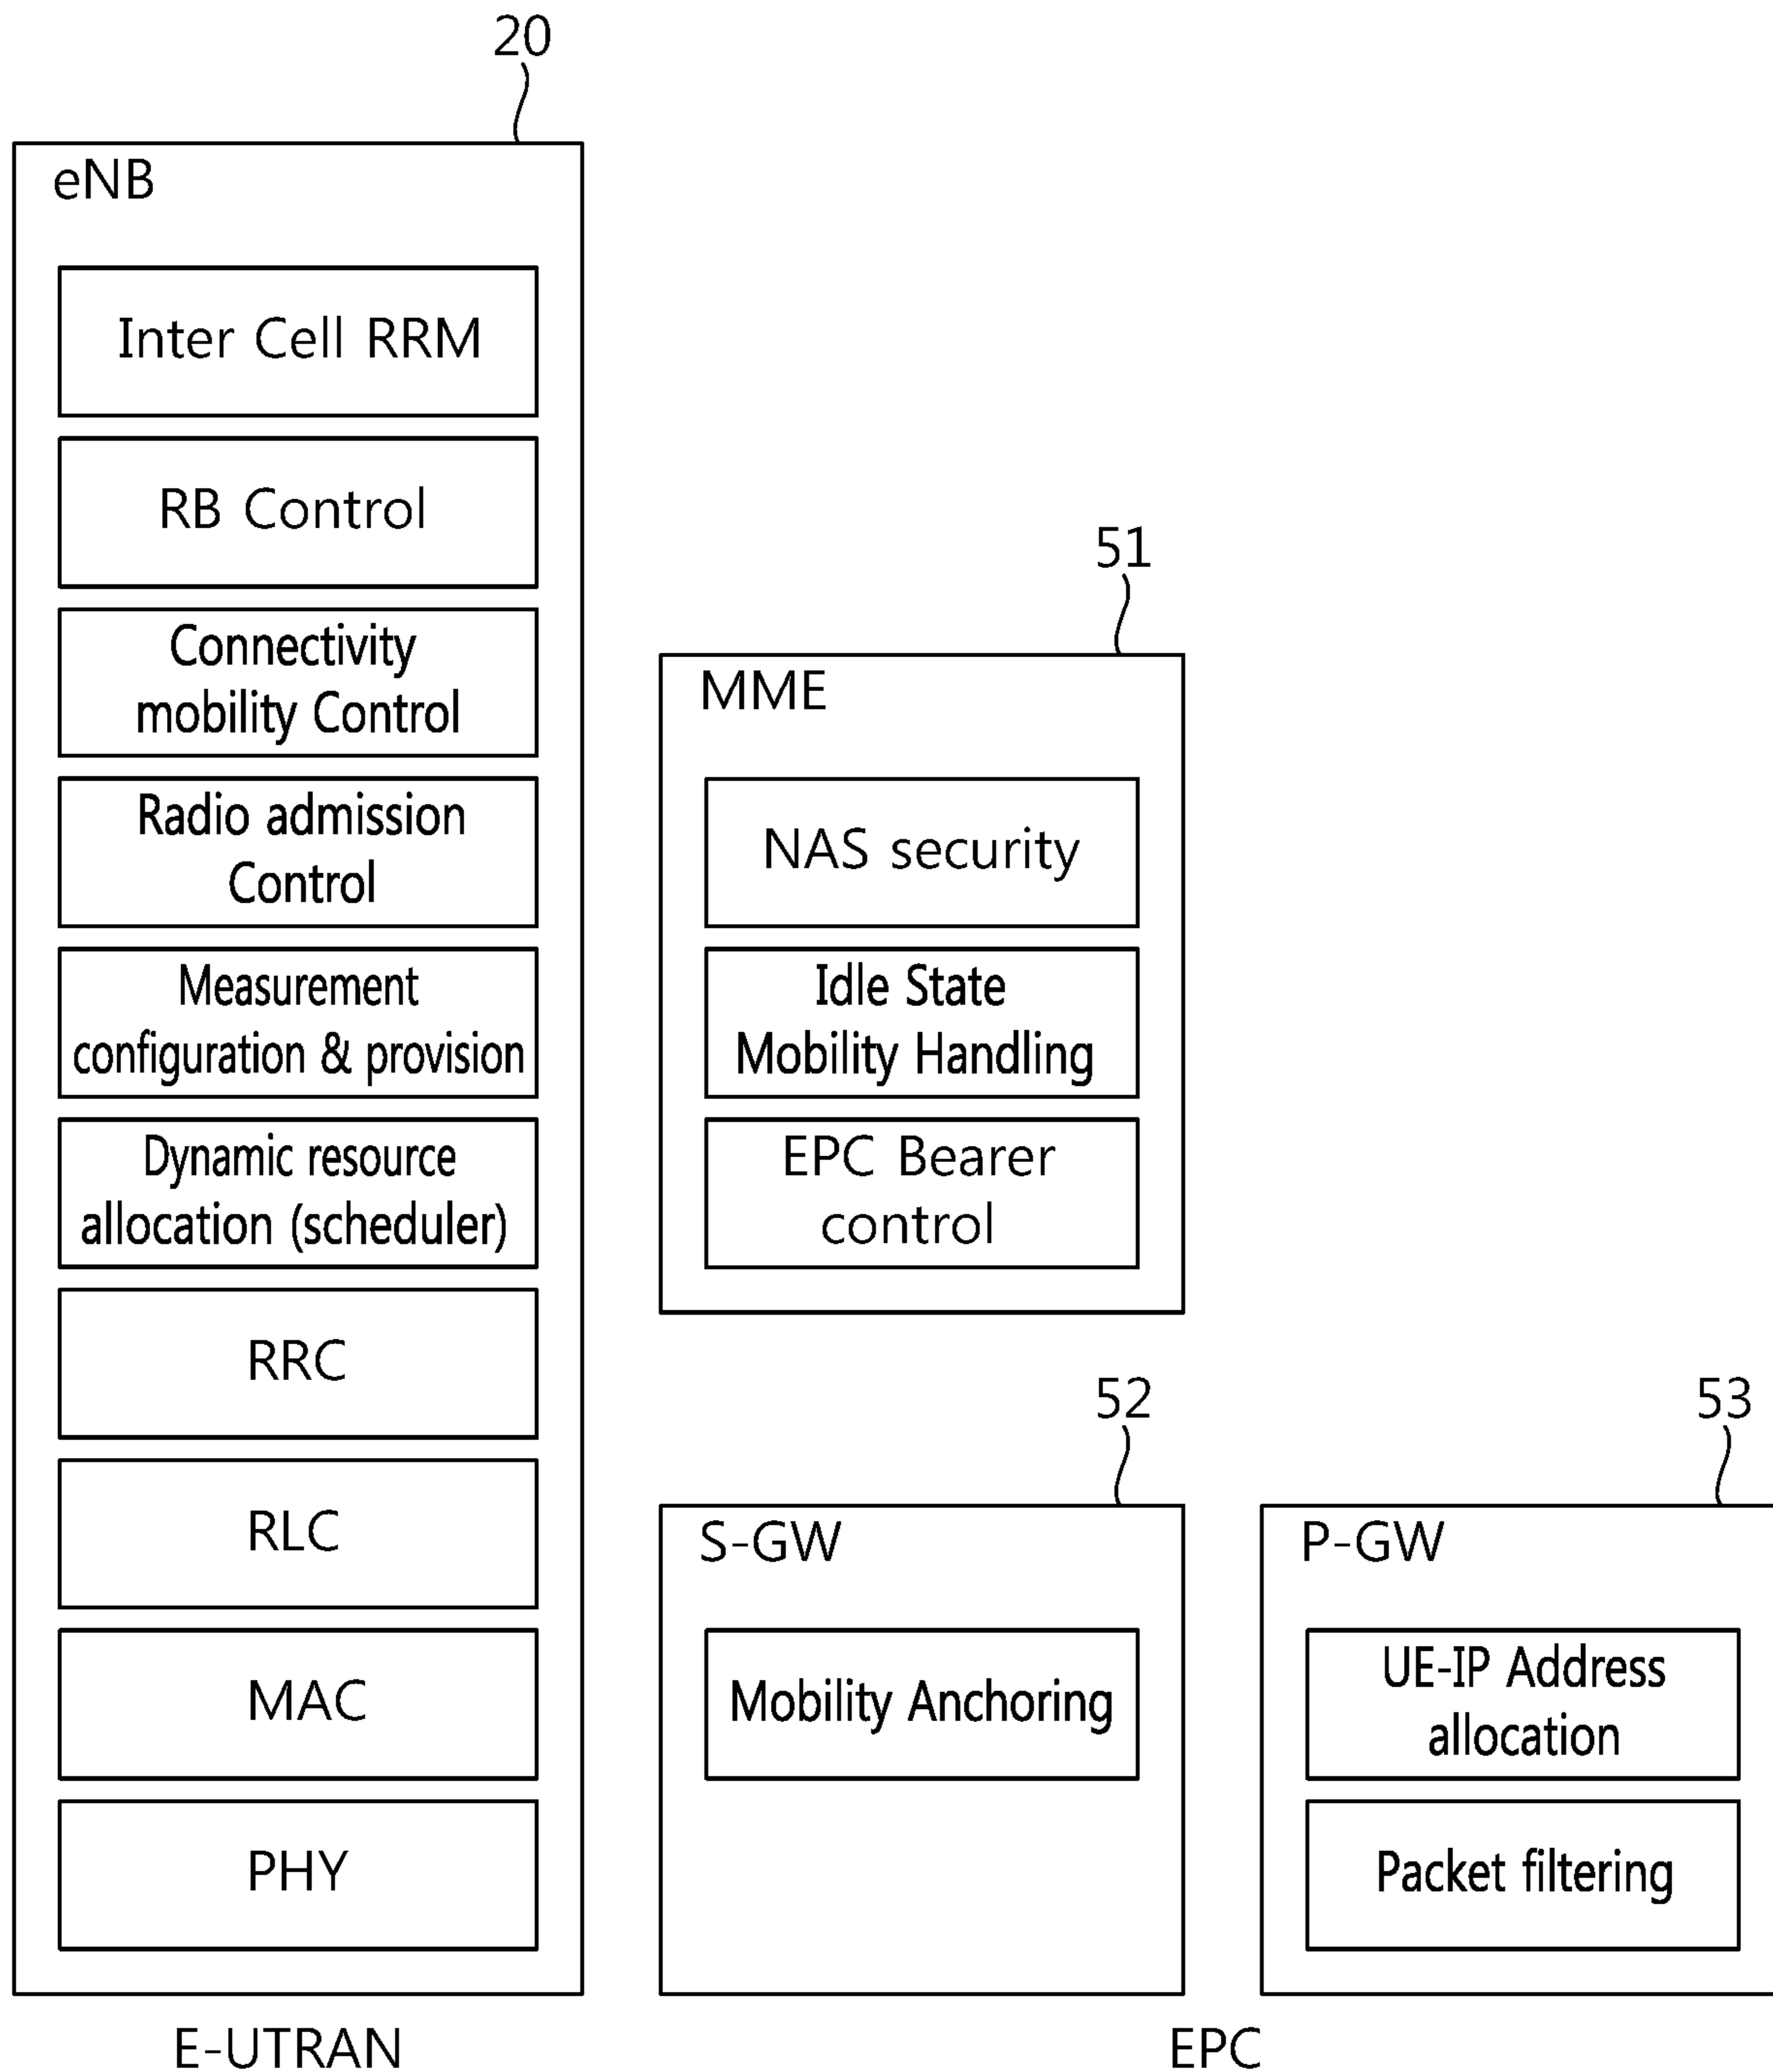 20
eNB
Inter Cell RRM
RB Control
Connectivity
mobility Control
Radio admission
Control
Measurement
configuration & provision
Dynamic resource
allocation (scheduler)
RRC
RLC
MAC
PHY
E-UTRAN
51
MME
NAS security
Idle State
Mobility Handling
EPC Bearer
control
52
S-GW
Mobility Anchoring
53
P-GW
UE-IP Address
allocation
Packet filtering
EPC